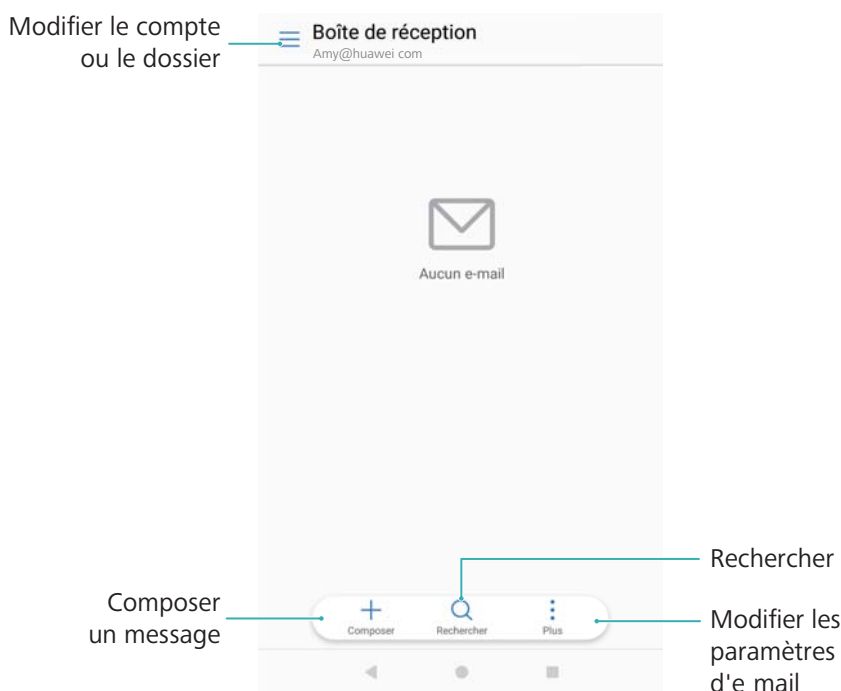 Modifier le compte
ou le dossier
Boîte de réception
Amy@huawei com
Aucun e-mail
Rechercher
Composer
un message
Composer
Rechercher
Plus
Modifier les
paramètres
d'e mail